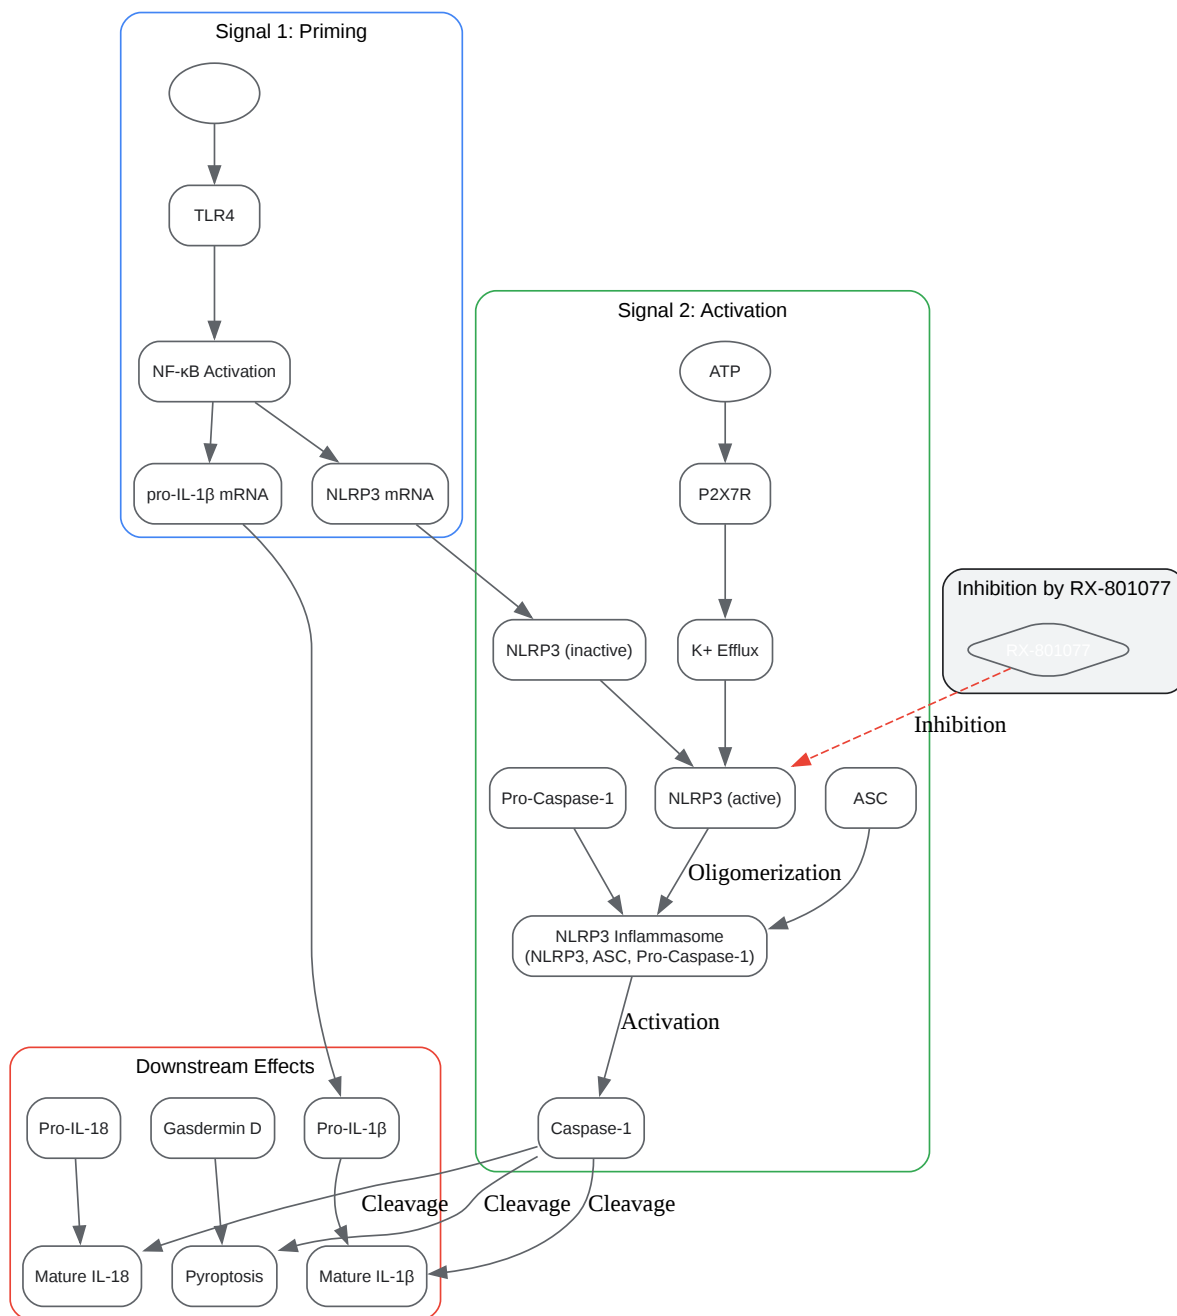 Signal 1: Priming
TLR4
NF-κB Activation
pro-IL-1β mRNA
NLRP3 mRNA
Signal 2: Activation
ATP
P2X7R
NLRP3 (inactive)
K+ Efflux
Inhibition by RX-801077
RX-801077
Inhibition
Pro-Caspase-1
NLRP3 (active)
ASC
Oligomerization
NLRP3 Inflammasome
(NLRP3, ASC, Pro-Caspase-1)
Activation
Caspase-1
Downstream Effects
Pro-IL-18
Gasdermin D
Pro-IL-1β
Cleavage
Cleavage
Cleavage
Mature IL-18
Pyroptosis
Mature IL-1β